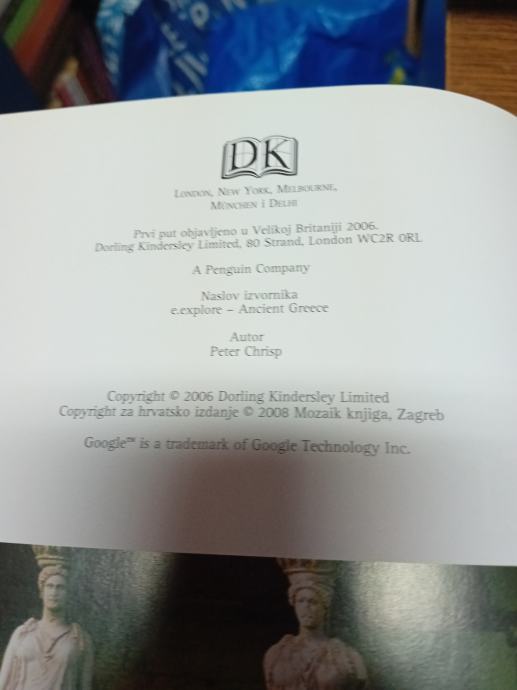 DK
LONDON, NEW YORK, MELBOURNE,
MÜNCHEN i DELHI
Prvi put objavljeno u Velikoj Britaniji 2006.
Dorling Kindersley Limited, 80 Strand, London WC2R 0RL
A Penguin Company
Naslov izvornika
e.explore – Ancient Greece
Autor
Peter Chrisp
Copyright © 2006 Dorling Kindersley Limited
Copyright za hrvatsko izdanje © 2008 Mozaik knjiga, Zagreb
Google™ is a trademark of Google Technology Inc.